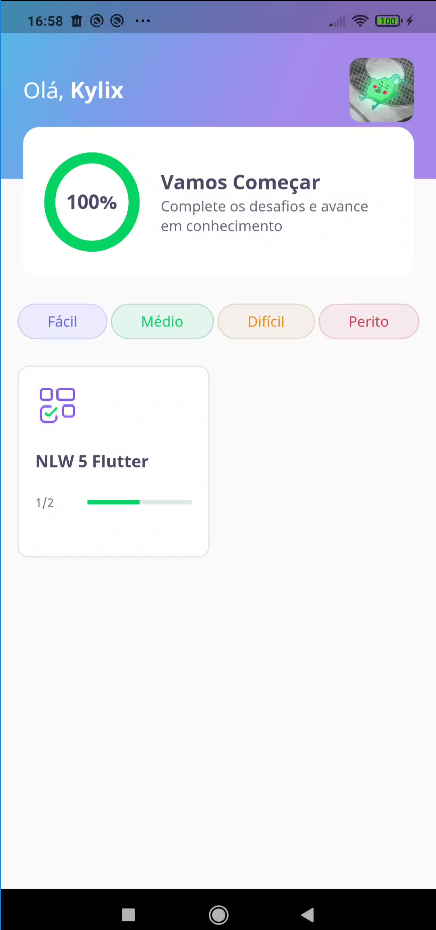 16:58 100
Olá, Kylix
100%
Vamos Começar
Complete os desafios e avance
em conhecimento
Fácil Médio Difícil Perito
NLW 5 Flutter
1/2